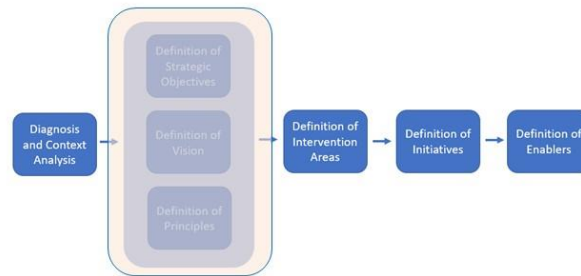 Diagnosis
and Context
Analysis
Definition of
Strategic
Objectives
Definition of
Vision
Definition of
Principles
Definition of
Intervention
Areas
Definition of
Initiatives
Definition of
Enablers